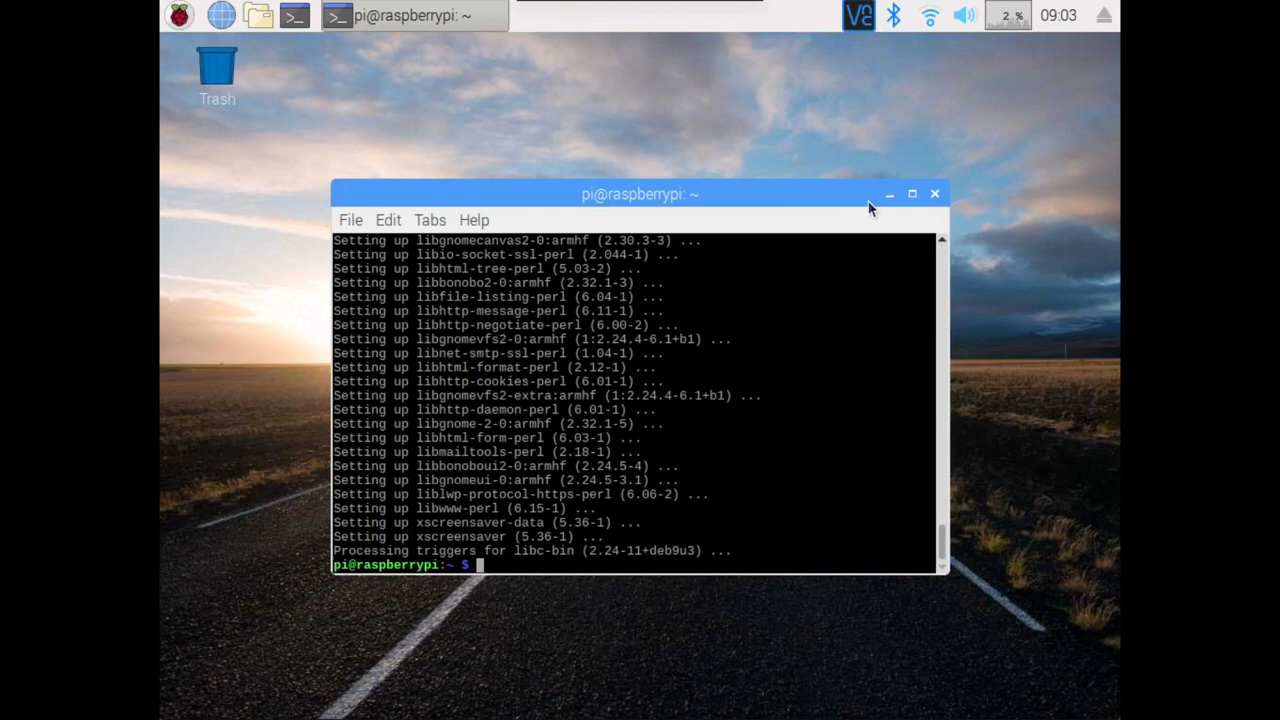 pi@raspberrypi: ~
2 %
09:03
Trash
pi@raspberrypi: ~
File Edit Tabs Help
Setting up libgnomecanvas2-0:armhf (2.30.3-3) ...
Setting up libio-socket-ssl-perl (2.044-1) ...
Setting up libhtml-tree-perl (5.03-2) ...
Setting up libbonobo2-0:armhf (2.32.1-3) ...
Setting up libfile-listing-perl (6.04-1) ...
Setting up libhttp-message-perl (6.11-1) ...
Setting up libhttp-negotiate-perl (6.00-2) ...
Setting up libgnomevfs2-0:armhf (1:2.24.4-6.1+b1) ...
Setting up libnet-smtp-ssl-perl (1.04-1) ...
Setting up libhtml-format-perl (2.12-1) ...
Setting up libhttp-cookies-perl (6.01-1) ...
Setting up libgnomevfs2-extra:armhf (1:2.24.4-6.1+b1) ...
Setting up libhttp-daemon-perl (6.01-1) ...
Setting up libgnome-2-0:armhf (2.32.1-5) ...
Setting up libhtml-form-perl (6.03-1) ...
Setting up libmailtools-perl (2.18-1) ...
Setting up libbonoboui2-0:armhf (2.24.5-4) ...
Setting up libgnomeui-0:armhf (2.24.5-3.1) ...
Setting up liblwp-protocol-https-perl (6.06-2) ...
Setting up libwww-perl (6.15-1) ...
Setting up xscreensaver-data (5.36-1) ...
Setting up xscreensaver (5.36-1) ...
Processing triggers for libc-bin (2.24-11+deb9u3) ...
pi@raspberrypi:~ $